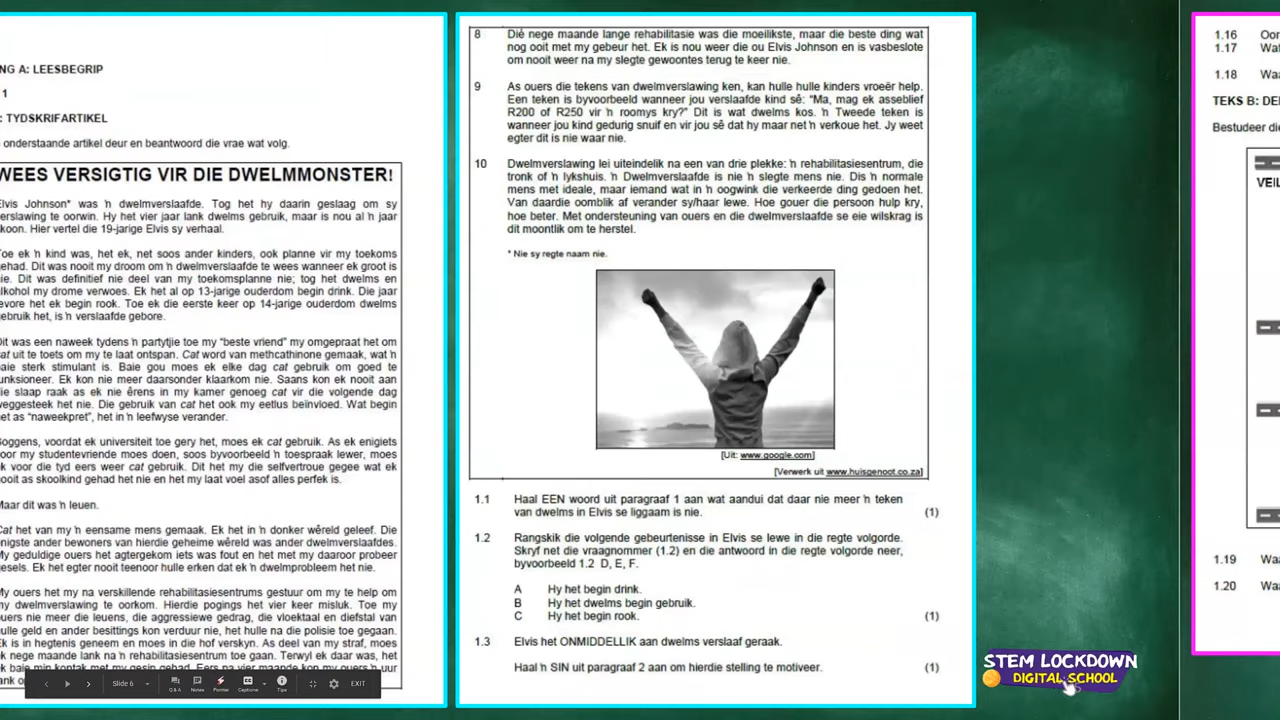 NG A: LEESBEGRIP
1
: TYDSKRIFARTIKEL
onderstaande artikel deur en beantwoord die vrae wat volg.
WEES VERSIGTIG VIR DIE DWELMMONSTER!
Elvis Johnson* was 'n dwelmverslaafde. Tog het hy daarin geslaag om sy
verslawing te oorwin. Hy het vier jaar lank dwelms gebruik, maar is nou al 'n jaar
skoon. Hier vertel die 19-jarige Elvis sy verhaal.
Toe ek 'n kind was, het ek, net soos ander kinders, ook planne vir my toekoms
gehad. Dit was nooit my droom om 'n dwelmverslaafde te wees wanneer ek groot is
nie. Dit was definitief nie deel van my toekomsplanne nie; tog het dwelms en
alkohol my drome verwoes. Ek het al op 13-jarige ouderdom begin drink. Die jaar
tevore het ek begin rook. Toe ek die eerste keer op 14-jarige ouderdom dwelms
gebruik het, is 'n verslaafde gebore.
Dit was een naweek tydens 'n partytjie toe my "beste vriend" my omgepraat het om
cat uit te toets om my te laat ontspan. Cat word van methcathinone gemaak, wat 'n
baie sterk stimulant is. Baie gou moes ek elke dag cat gebruik om goed te
funksioneer. Ek kon nie meer daarsonder klaarkom nie. Saans kon ek nooit aan
die slaap raak as ek nie êrens in my kamer genoeg cat vir die volgende dag
weggesteek het nie. Die gebruik van cat het ook my eetlus beïnvloed. Wat begin
het as "naweekpret", het in 'n leefwyse verander.
Soggens, voordat ek universiteit toe gery het, moes ek cat gebruik. As ek enigiets
voor my studentevriende moes doen, soos byvoorbeeld 'n toespraak lewer, moes
ek voor die tyd eers weer cat gebruik. Dit het my die selfvertroue gegee wat ek
nooit as skoolkind gehad het nie en het my laat voel asof alles perfek is.
Maar dit was 'n leuen.
Cat het van my 'n eensame mens gemaak. Ek het in 'n donker wêreld geleef. Die
enigste ander bewoners van hierdie geheime wêreld was ander dwelmverslaafdes.
My geduldige ouers het agtergekom iets was fout en het met my daaroor probeer
gesels. Ek het egter nooit teenoor hulle erken dat ek 'n dwelmprobleem het nie.
My ouers het my na verskillende rehabilitasiesentrums gestuur om my te help om
my dwelmverslawing te oorkom. Hierdie pogings het vier keer misluk. Toe my
ouers nie meer die leuens, die aggressiewe gedrag, die vloektaal en diefstal van
hulle geld en ander besittings kon verduur nie, het hulle na die polisie toe gegaan.
Ek is in hegtenis geneem en moes in die hof verskyn. As deel van my straf, moes
ek nege maande lank na 'n rehabilitasiesentrum toe gaan. Terwyl ek daar was, het
ek baie min kontak met my gesin gehad. Eers na vier maande kon my ouers 'n uur
lank
Slide 6
Q & A
Notes
Pointer
Captions
Tips
EXIT
8 Dié nege maande lange rehabilitasie was die moeilikste, maar die beste ding wat
nog ooit met my gebeur het. Ek is nou weer die ou Elvis Johnson en is vasbeslote
om nooit weer na my slegte gewoontes terug te keer nie.
9 As ouers die tekens van dwelmverslawing ken, kan hulle hulle kinders vroeër help.
Een teken is byvoorbeeld wanneer jou verslaafde kind sê: "Ma, mag ek asseblief
R200 of R250 vir 'n roomys kry?" Dit is wat dwelms kos. 'n Tweede teken is
wanneer jou kind gedurig snuif en vir jou sê dat hy maar net 'n verkoue het. Jy weet
egter dit is nie waar nie.
10 Dwelmverslawing lei uiteindelik na een van drie plekke: 'n rehabilitasiesentrum, die
tronk of 'n lykshuis. 'n Dwelmverslaafde is nie 'n slegte mens nie. Dis 'n normale
mens met ideale, maar iemand wat in 'n oogwink die verkeerde ding gedoen het.
Van daardie oomblik af verander sy/haar lewe. Hoe gouer die persoon hulp kry,
hoe beter. Met ondersteuning van ouers en die dwelmverslaafde se eie wilskrag is
dit moontlik om te herstel.
* Nie sy regte naam nie.
[Uit: www.google.com]
[Verwerk uit www.huisgenoot.co.za]
1.1 Haal EEN woord uit paragraaf 1 aan wat aandui dat daar nie meer 'n teken
van dwelms in Elvis se liggaam is nie. (1)
1.2 Rangskik die volgende gebeurtenisse in Elvis se lewe in die regte volgorde.
Skryf net die vraagnommer (1.2) en die antwoord in die regte volgorde neer,
byvoorbeeld 1.2 D, E, F.
A Hy het begin drink.
B Hy het dwelms begin gebruik.
C Hy het begin rook. (1)
1.3 Elvis het ONMIDDELLIK aan dwelms verslaaf geraak.
Haal 'n SIN uit paragraaf 2 aan om hierdie stelling te motiveer. (1)
STEM LOCKDOWN
DIGITAL SCHOOL
1.16
1.17
1.18
TEKS B:
Bestudeer
VEIL
1.19
1.20